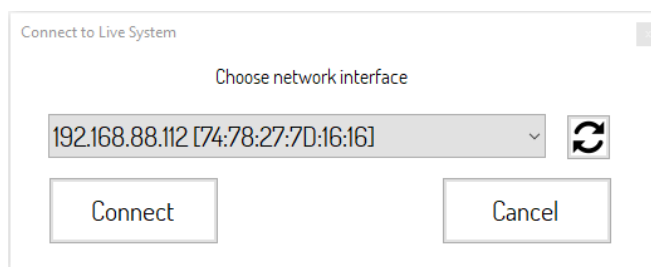 Connect to Live System
Choose network interface
192.168.88.112 [74:78:27:7D:16:16]
Connect
Cancel